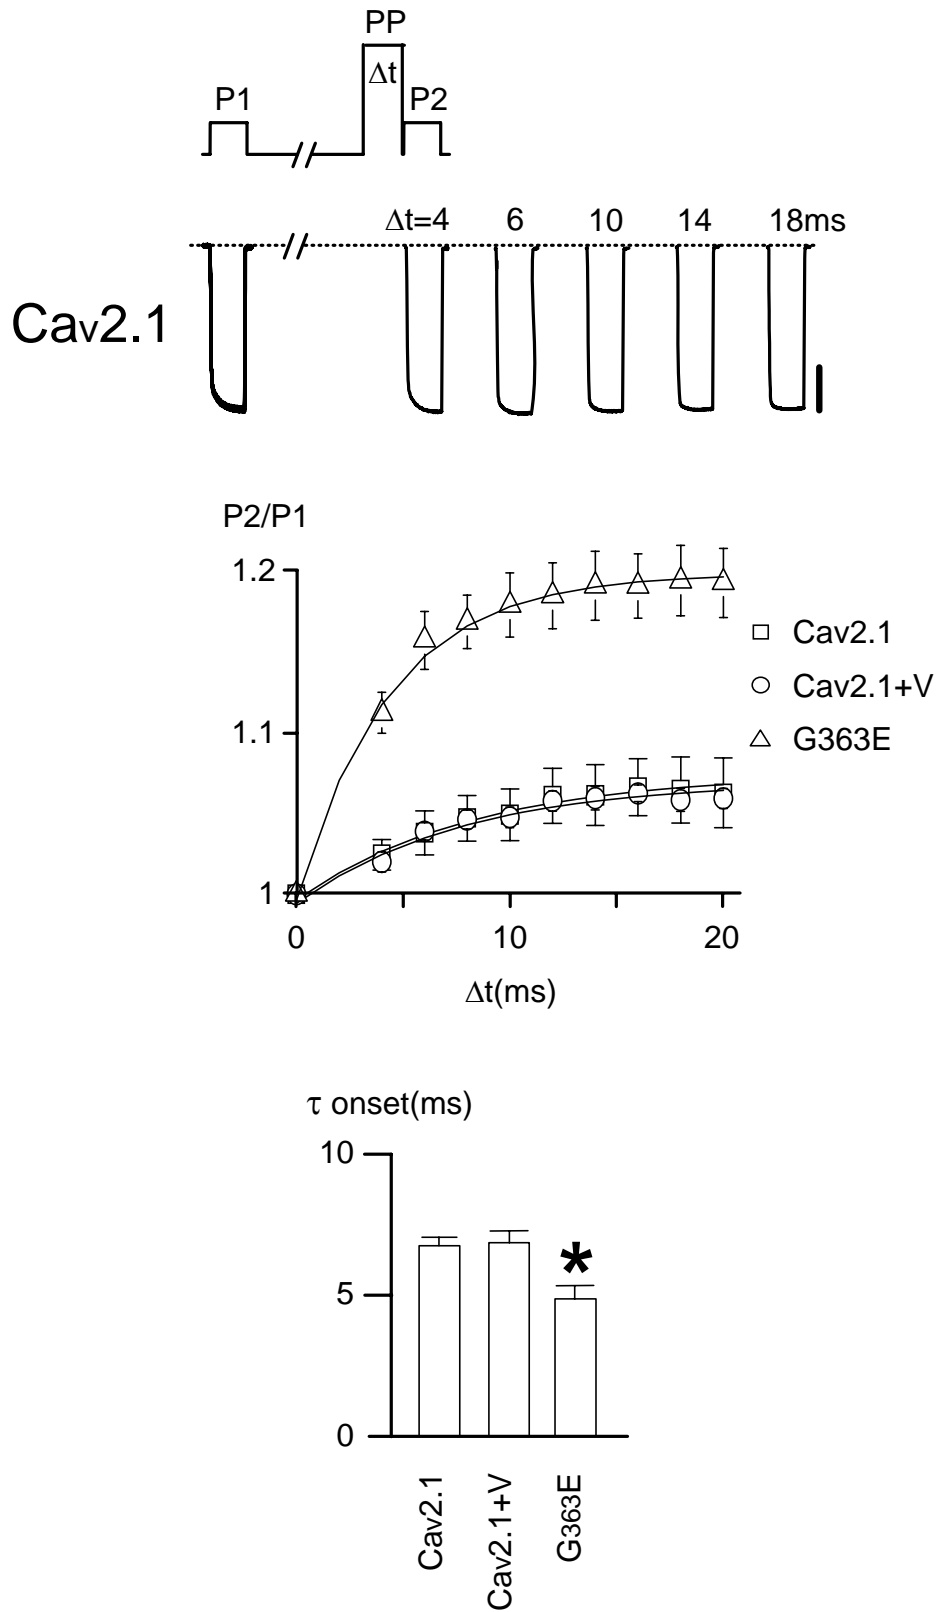 PP
Δt
P1
P2
Δt=4 6 10 14 18ms
Cav2.1
P2/P1
1.2
1.1
1
0 10 20
Δt(ms)
Cav2.1
Cav2.1+V
G363E
τ onset(ms)
10
5
0
*
Cav2.1
Cav2.1+V
G363E